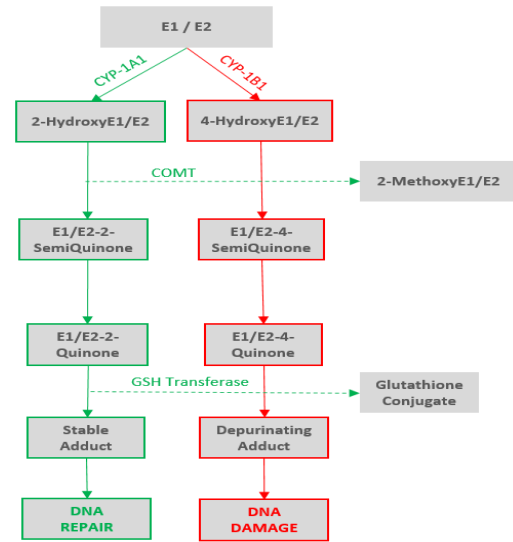 E1 / E2
CYP-1A1
CYP-1B1
2-HydroxyE1/E2
4-HydroxyE1/E2
COMT
2-MethoxyE1/E2
E1/E2-2-
SemiQuinone
E1/E2-4-
SemiQuinone
E1/E2-2-
Quinone
E1/E2-4-
Quinone
GSH Transferase
Glutathione
Conjugate
Stable
Adduct
Depurinating
Adduct
DNA
REPAIR
DNA
DAMAGE